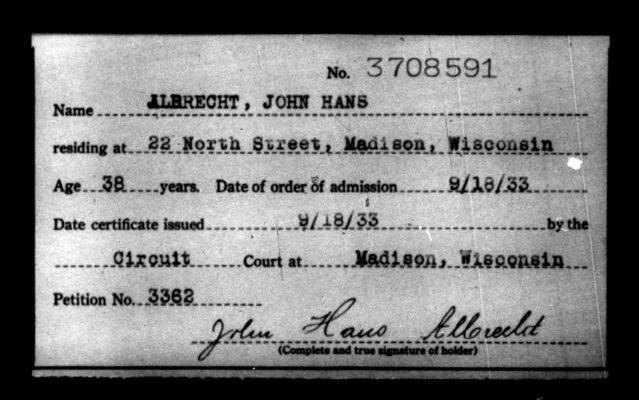 No. 3708591
Name ALBRECHT, JOHN HANS
residing at 22 North Street, Madison, Wisconsin
Age 38 years. Date of order of admission 9/18/33
Date certificate issued 9/18/33 by the
Circuit Court at Madison, Wisconsin
Petition No. 3362
John Hans Albrecht
(Complete and true signature of holder)